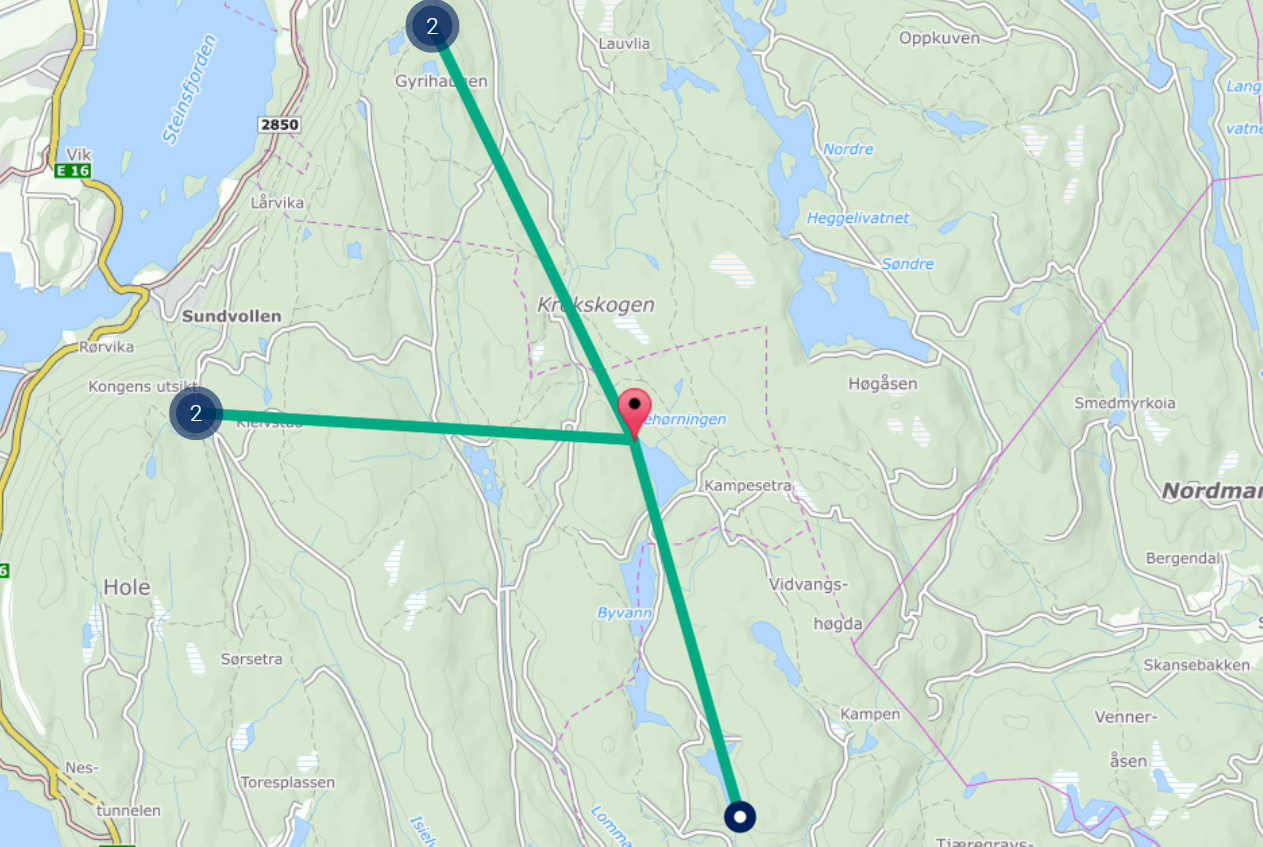 2
Lauvlia
Oppkuven
Steinsfjorden
Gyrihaugen
2850
Vik
E 16
Nordre
Lårvika
Heggelivatnet
Søndre
Krokskogen
Sundvollen
Rørvika
Kongens utsikt
Høgåsen
2
Smedmyrkoia
Kleivstua
Kampesetra
Bergendal
Hole
Vidvangs-
høgda
Byvann
Sørsetra
Skansebakken
Kampen
Venner-
åsen
Nes-
tunnelen
Toresplassen